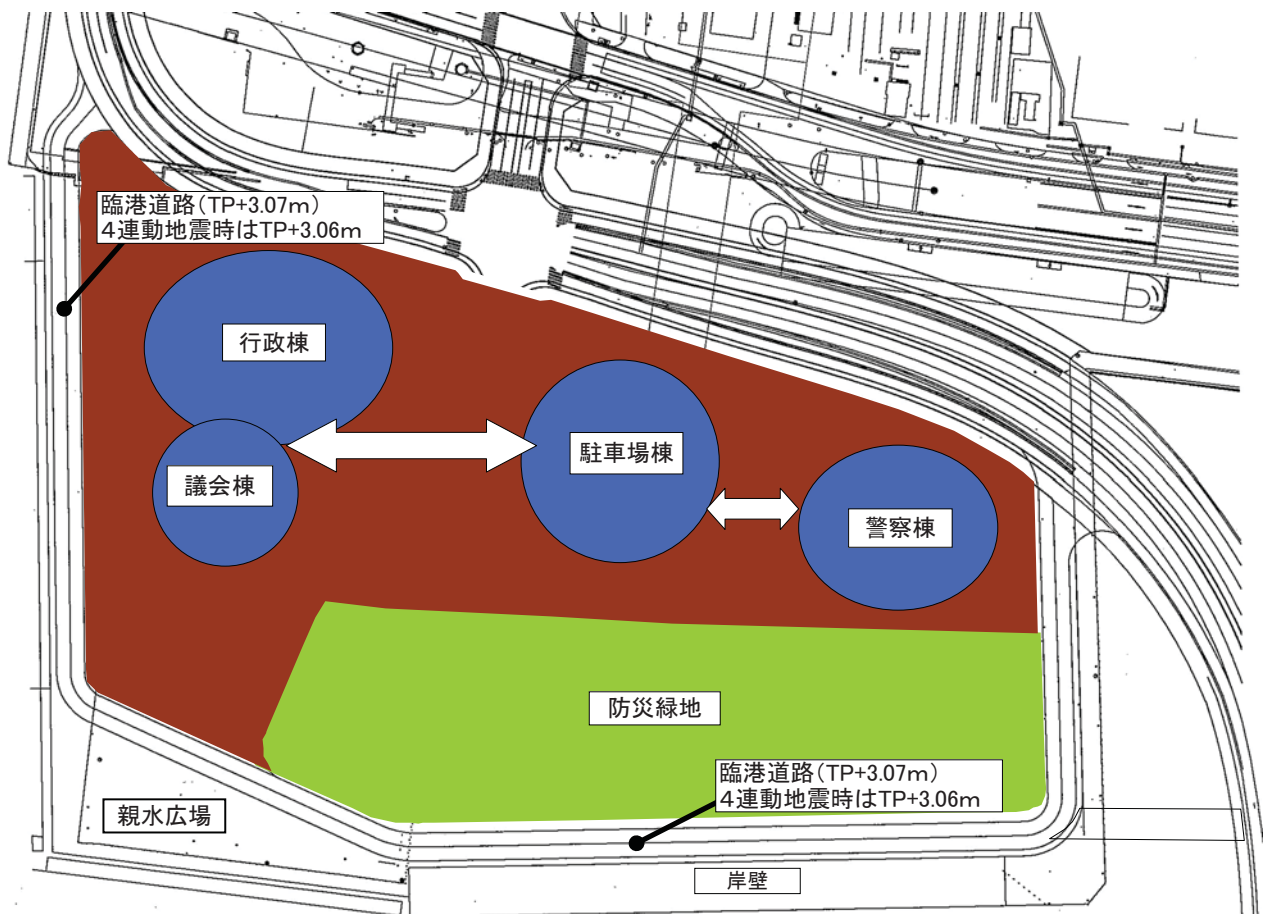 臨港道路（TP+3.07m）
４連動地震時はTP+3.06m
行政棟
議会棟
駐車場棟
警察棟
防災緑地
臨港道路（TP+3.07m）
４連動地震時はTP+3.06m
親水広場
岸壁